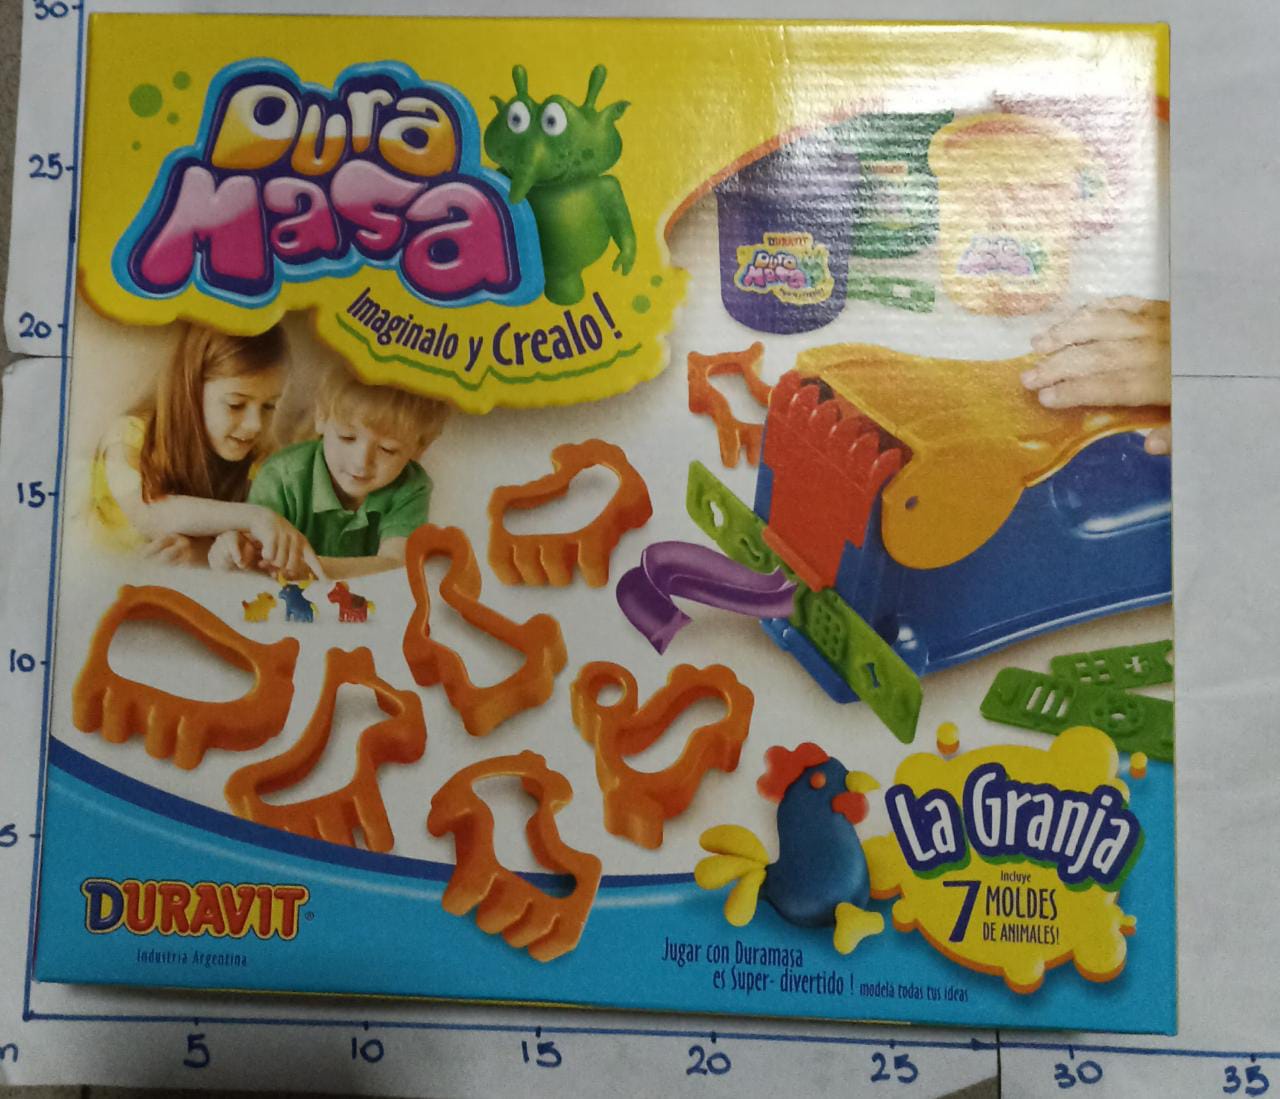 Dura
Masa
Imaginalo y Crealo!
DURAVIT
Dura
Masa
La Granja
Incluye
7 MOLDES
DE ANIMALES!
DURAVIT
Industria Argentina
Jugar con Duramasa
es Super- divertido ! modelá todas tus ideas
30
25
20
15
10
5
5
10
15
20
25
30
35